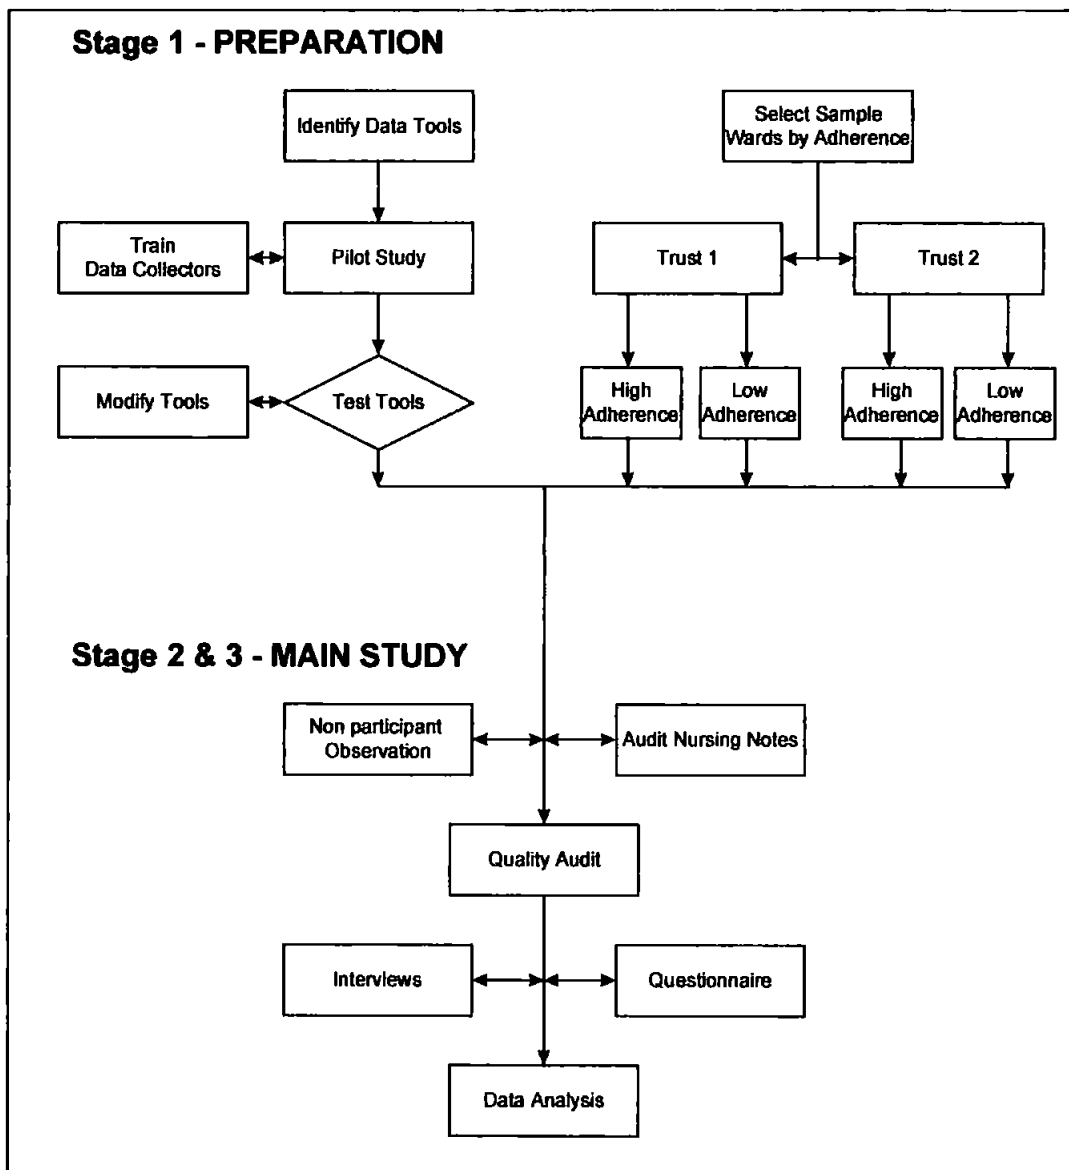 Stage 1 - PREPARATION
Identify Data Tools
Select Sample
Wards by Adherence
Train
Data Collectors
Pilot Study
Trust 1
Trust 2
Modify Tools
Test Tools
High
Adherence
Low
Adherence
High
Adherence
Low
Adherence
Stage 2 & 3 - MAIN STUDY
Non participant
Observation
Audit Nursing Notes
Quality Audit
Interviews
Questionnaire
Data Analysis